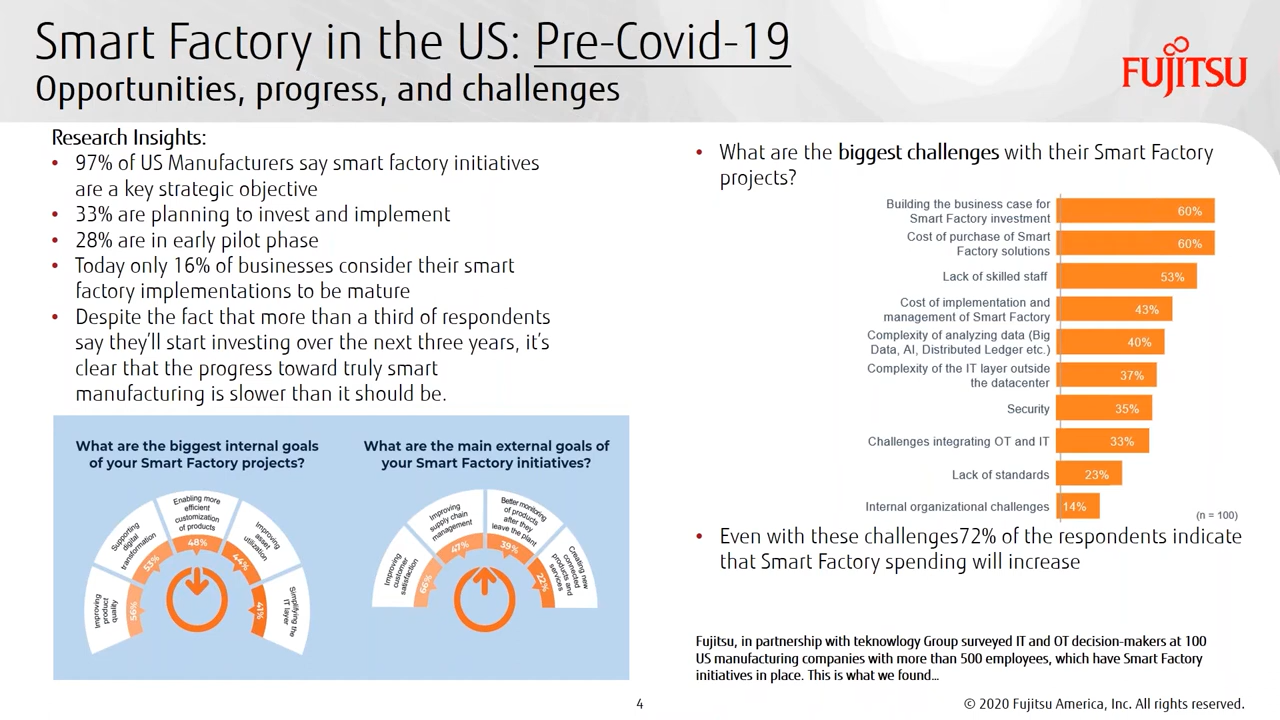 Smart Factory in the US: Pre-Covid-19
Opportunities, progress, and challenges
FUJITSU
Research Insights:
• 97% of US Manufacturers say smart factory initiatives
are a key strategic objective
• 33% are planning to invest and implement
• 28% are in early pilot phase
• Today only 16% of businesses consider their smart
factory implementations to be mature
• Despite the fact that more than a third of respondents
say they’ll start investing over the next three years, it’s
clear that the progress toward truly smart
manufacturing is slower than it should be.
What are the biggest internal goals
of your Smart Factory projects?
Improving
product
quality
56%
Supporting
digital
transformation
53%
Enabling more
efficient
customization
of products
48%
Improving
asset
utilization
44%
Simplifying the
IT layer
41%
What are the main external goals of
your Smart Factory initiatives?
Improving
customer
satisfaction
66%
Improving
supply chain
management
47%
Better monitoring
of products
after they
leave the plant
39%
Creating new
connected
products and
services
22%
• What are the biggest challenges with their Smart Factory
projects?
Building the business case for
Smart Factory investment
60%
Cost of purchase of Smart
Factory solutions
60%
Lack of skilled staff
53%
Cost of implementation and
management of Smart Factory
43%
Complexity of analyzing data (Big
Data, AI, Distributed Ledger etc.)
40%
Complexity of the IT layer outside
the datacenter
37%
Security
35%
Challenges integrating OT and IT
33%
Lack of standards
23%
Internal organizational challenges
14%
(n = 100)
• Even with these challenges72% of the respondents indicate
that Smart Factory spending will increase
Fujitsu, in partnership with teknowlogy Group surveyed IT and OT decision-makers at 100
US manufacturing companies with more than 500 employees, which have Smart Factory
initiatives in place. This is what we found…
4
© 2020 Fujitsu America, Inc. All rights reserved.